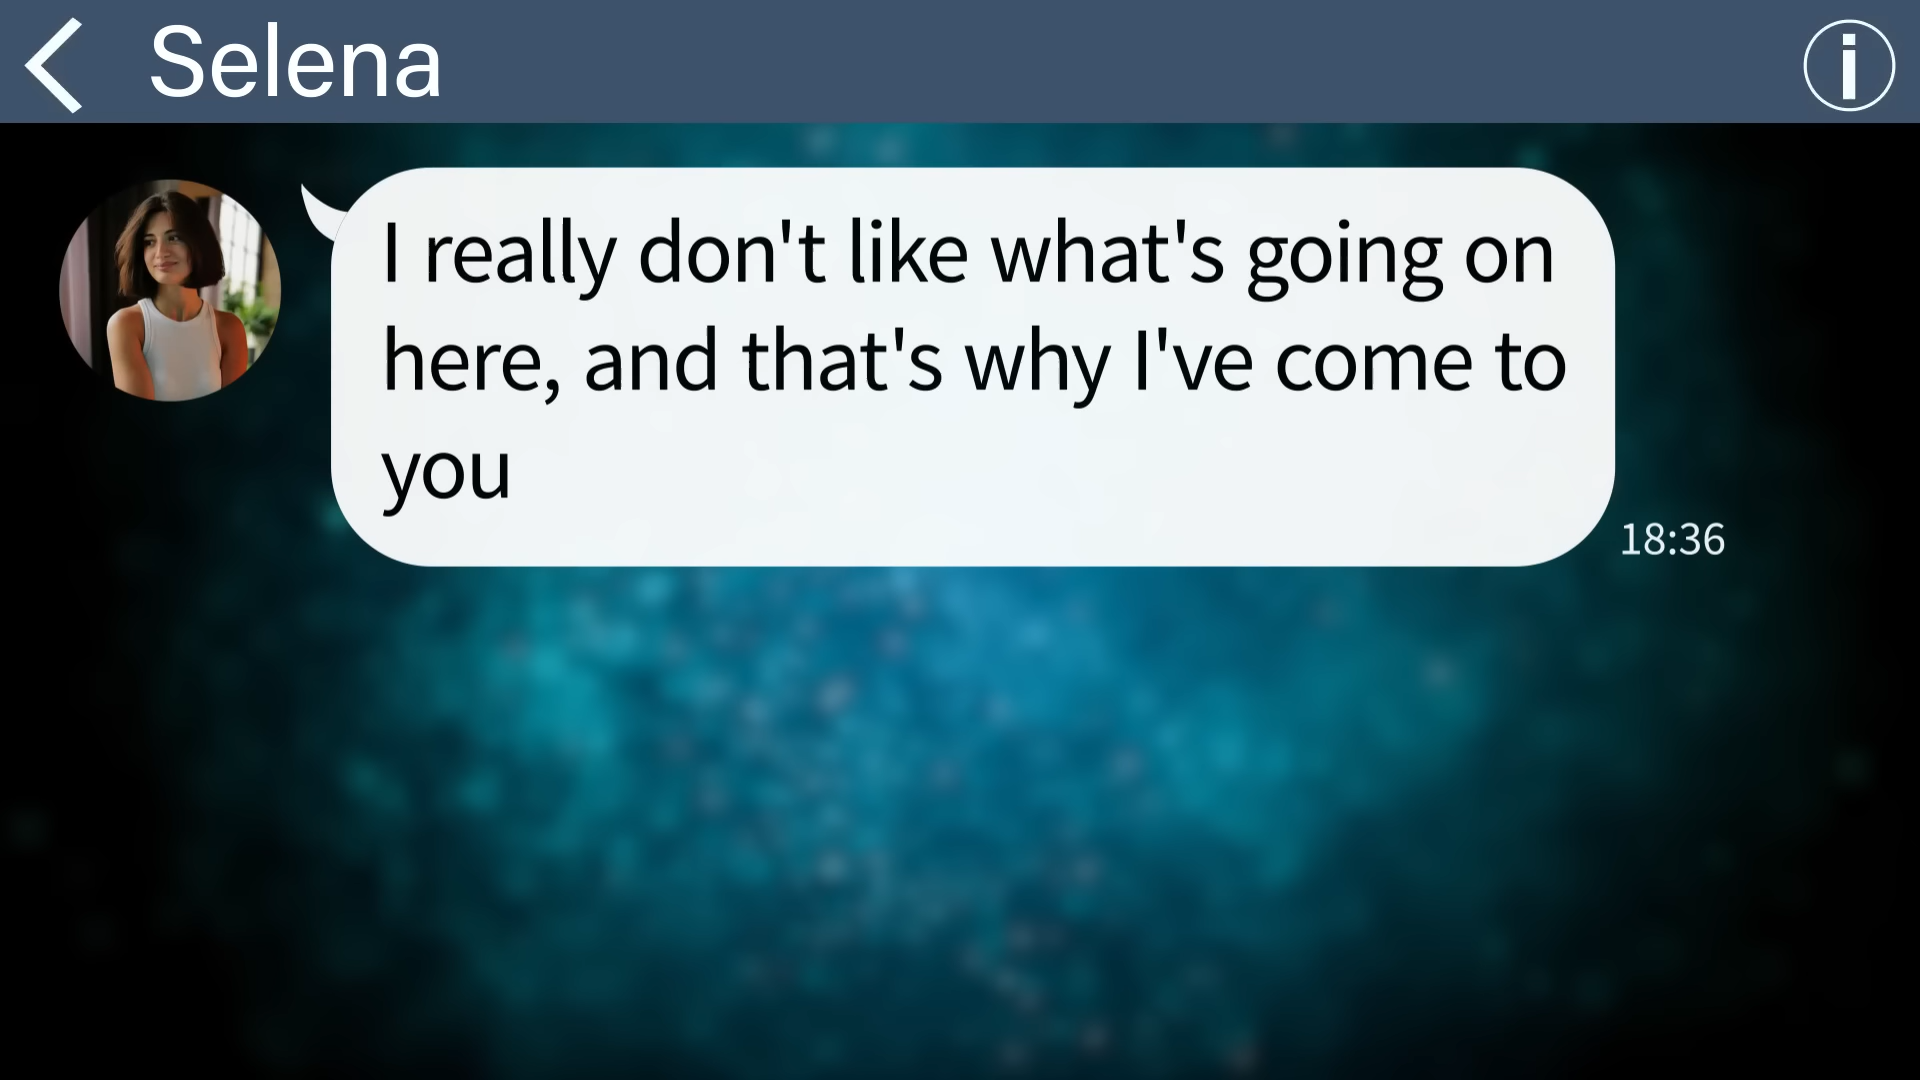 Selena
I really don't like what's going on
here, and that's why I've come to
you
18:36